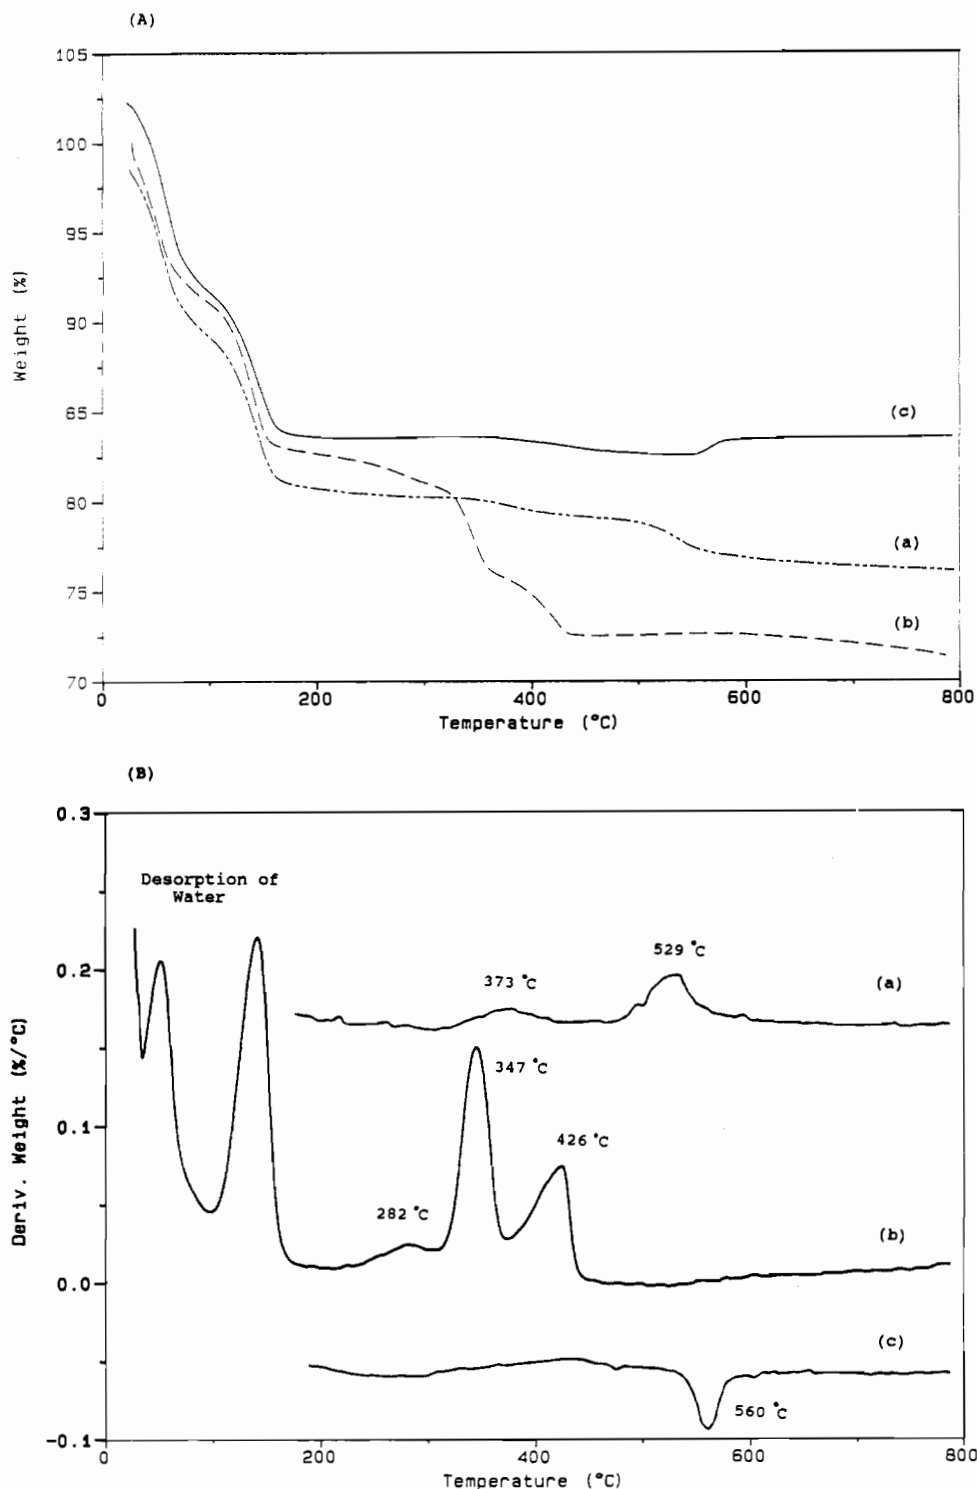 (A)
105
100
95
90
85
80
75
70
Weight (%)
(c)
(a)
(b)
0
200
400
600
800
Temperature (°C)
(B)
0.3
0.2
0.1
0.0
-0.1
Deriv. Weight (%/°C)
Desorption of
Water
529 °C
373 °C
(a)
347 °C
426 °C
282 °C
(b)
(c)
560 °C
0
200
400
600
800
Temperature (°C)